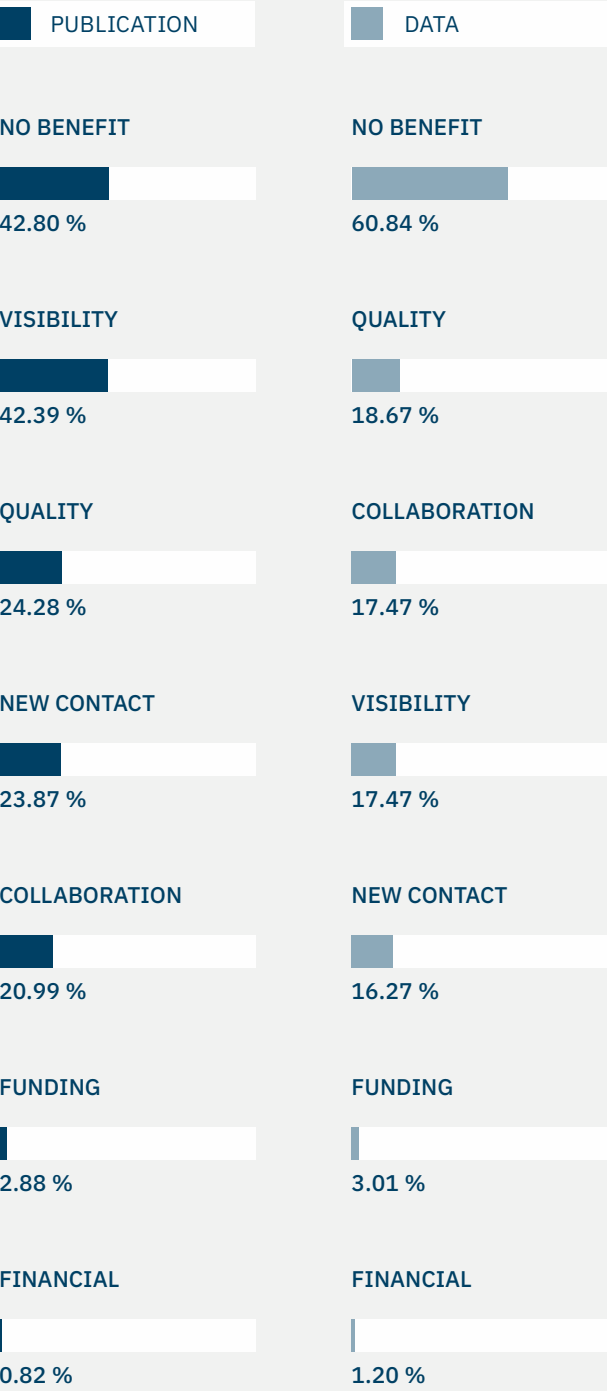 PUBLICATION
DATA
NO BENEFIT
42.80 %
NO BENEFIT
60.84 %
VISIBILITY
42.39 %
QUALITY
18.67 %
QUALITY
24.28 %
COLLABORATION
17.47 %
NEW CONTACT
23.87 %
VISIBILITY
17.47 %
COLLABORATION
20.99 %
NEW CONTACT
16.27 %
FUNDING
2.88 %
FUNDING
3.01 %
FINANCIAL
0.82 %
FINANCIAL
1.20 %